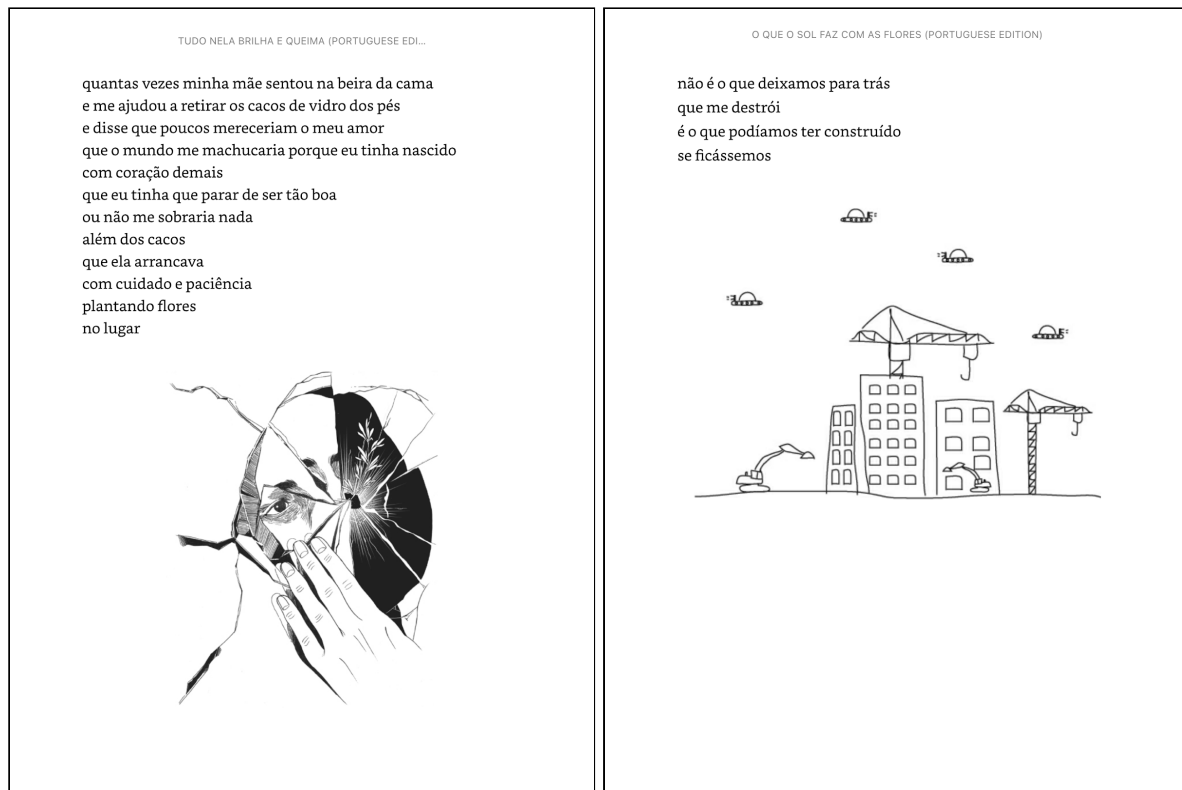 TUDO NELA BRILHA E QUEIMA (PORTUGUESE EDI...
quantas vezes minha mãe sentou na beira da cama
e me ajudou a retirar os cacos de vidro dos pés
e disse que poucos mereceriam o meu amor
que o mundo me machucaria porque eu tinha nascido
com coração demais
que eu tinha que parar de ser tão boa
ou não me sobraria nada
além dos cacos
que ela arrancava
com cuidado e paciência
plantando flores
no lugar
O QUE O SOL FAZ COM AS FLORES (PORTUGUESE EDITION)
não é o que deixamos para trás
que me destrói
é o que podíamos ter construído
se ficássemos